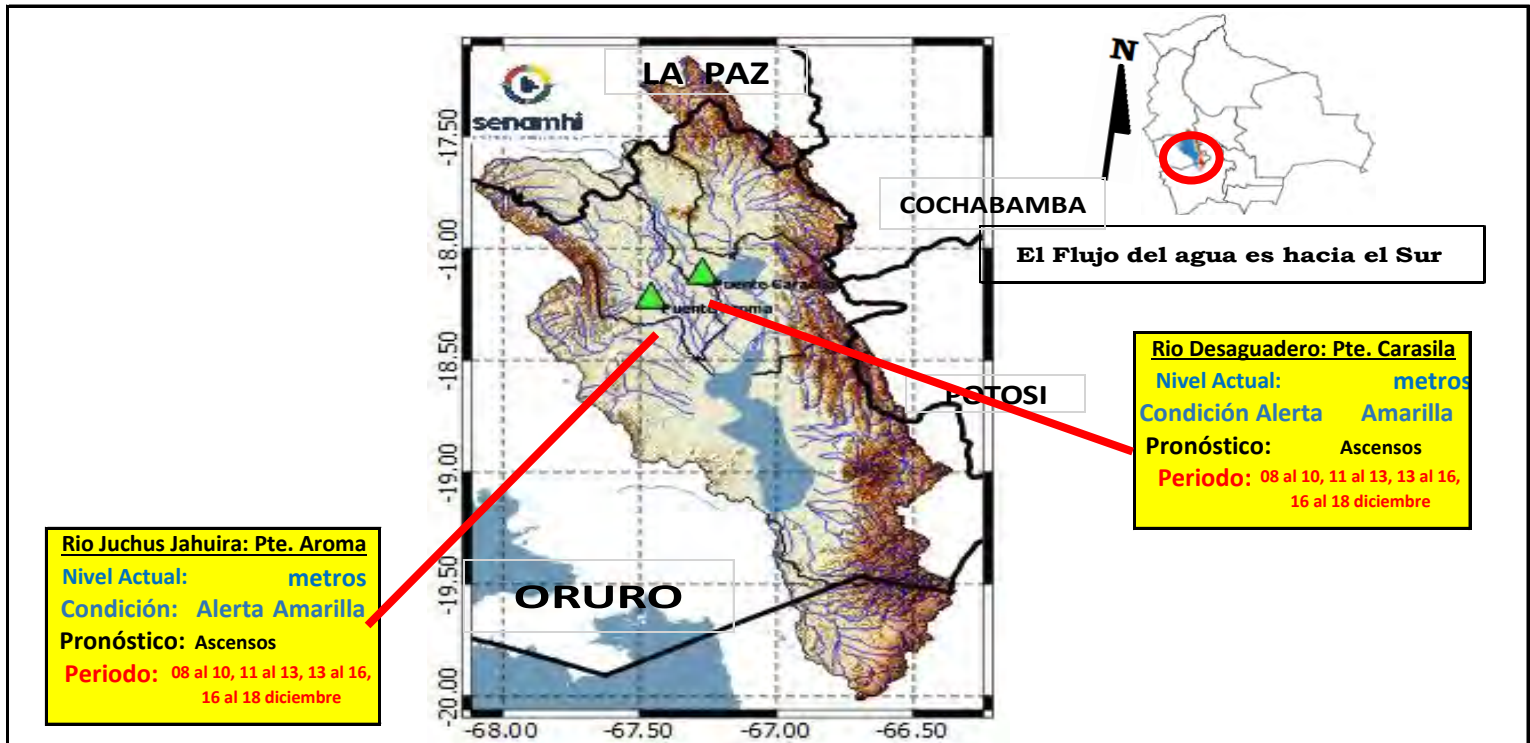 LA PAZ
senamhi
N
COCHABAMBA
El Flujo del agua es hacia el Sur
POTOSI
ORURO
Rio Desaguadero: Pte. Carasila
Nivel Actual: metros
Condición Alerta Amarilla
Pronóstico: Ascensos
Periodo: 08 al 10, 11 al 13, 13 al 16,
16 al 18 diciembre
Rio Juchus Jahuira: Pte. Aroma
Nivel Actual: metros
Condición: Alerta Amarilla
Pronóstico: Ascensos
Periodo: 08 al 10, 11 al 13, 13 al 16,
16 al 18 diciembre
Puente
Puente
-17.50
-18.00
-18.50
-19.00
-19.50
-20.00
-68.00 -67.50 -67.00 -66.50